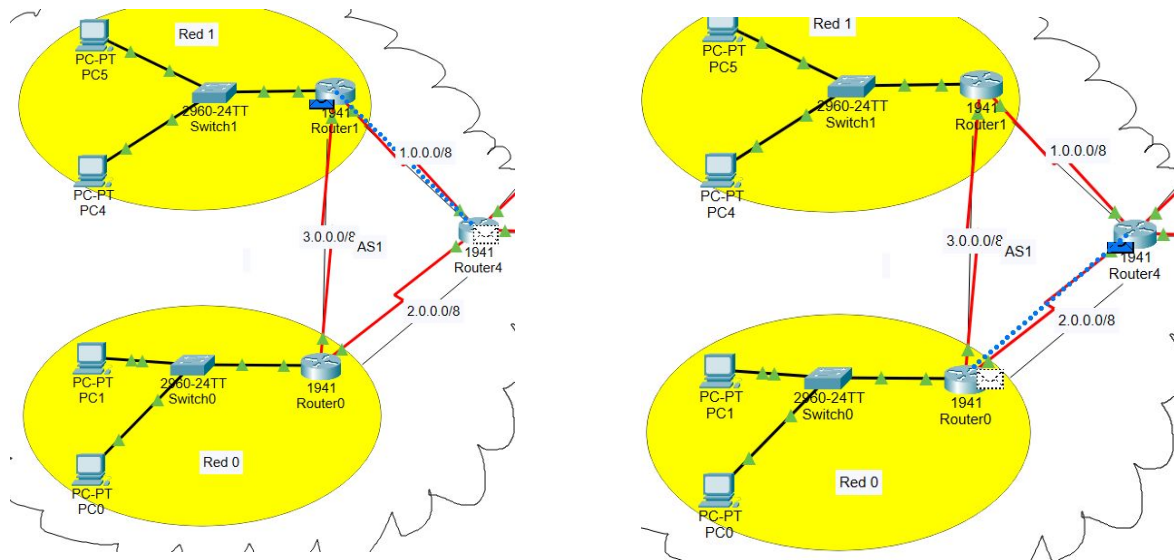 Red 1
PC-PT
PC5
2960-24TT
Switch1
1941
Router1
1.0.0.0/8
PC-PT
PC4
3.0.0.0/8
AS1
1941
Router4
2.0.0.0/8
PC-PT
PC1
2960-24TT
Switch0
1941
Router0
Red 0
PC-PT
PC0
Red 1
PC-PT
PC5
2960-24TT
Switch1
1941
Router1
1.0.0.0/8
PC-PT
PC4
3.0.0.0/8
AS1
1941
Router4
2.0.0.0/8
PC-PT
PC1
2960-24TT
Switch0
1941
Router0
Red 0
PC-PT
PC0